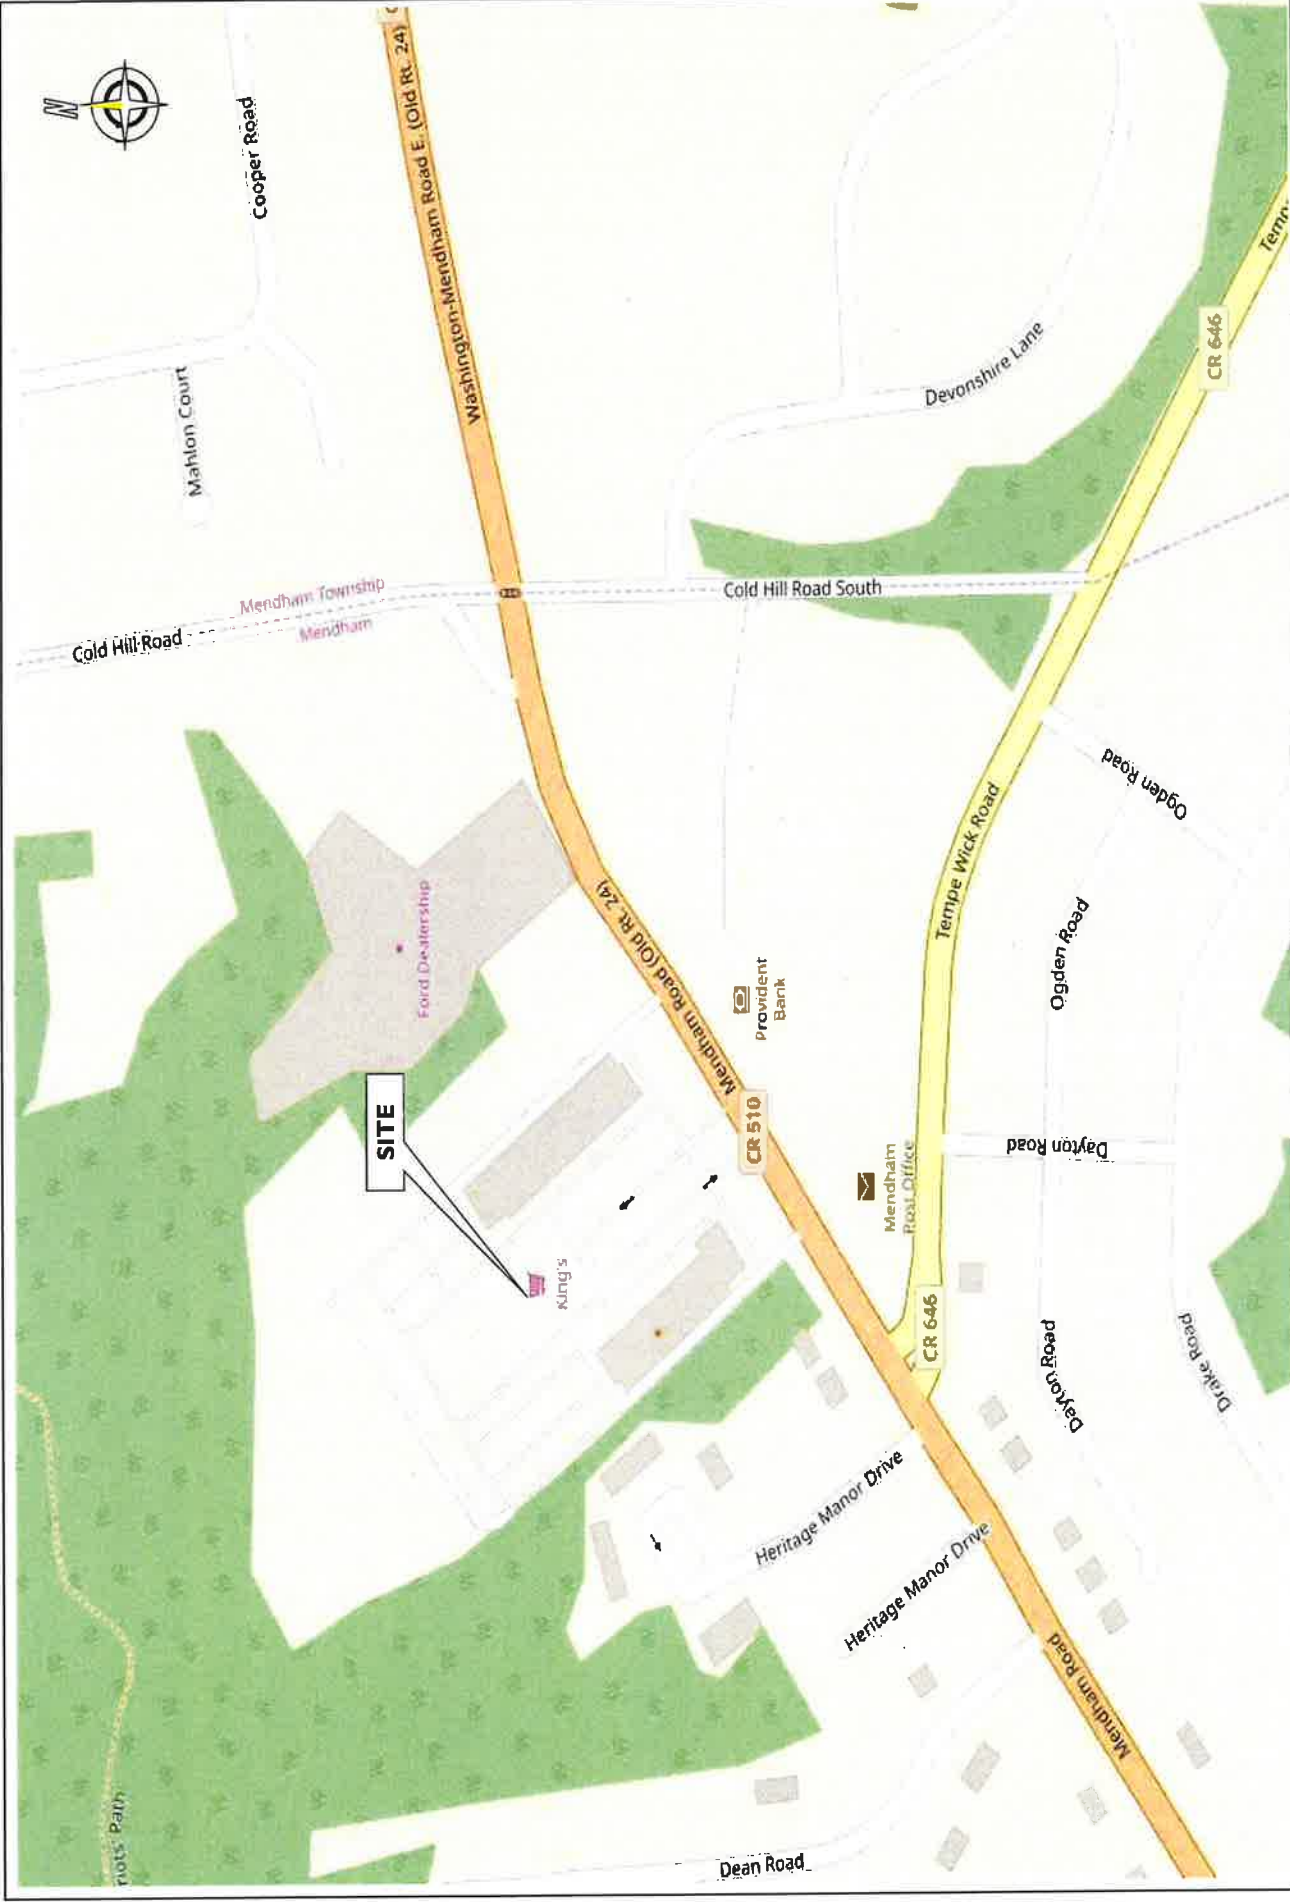 N
riots' Path
Cold Hill Road
Mahlon Court
Cooper Road
Mendham Township
Mendham
SITE
Ford Dealership
King's
Washington-Mendham Road E. (Old Rt. 24)
Mendham Road (Old Rt. 24)
Dean Road
Heritage Manor Drive
Heritage Manor Drive
CR 510
Provident
Bank
Cold Hill Road South
Mendham
Post Office
Devonshire Lane
CR 646
Tempe Wick Road
Mendham Road
Dayton Road
Dayton Road
Ogden Road
Ogden Road
Drake Road
CR 646